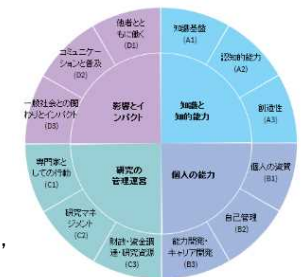 知識基盤
(A1)
認知的能力
(A2)
創造性
(A3)
知識と
知的能力
個人の資質
(B1)
自己管理
(B2)
能力開発・
キャリア開発
(B3)
個人の能力
専門家と
しての行動
(C1)
研究マネ
ジメント
(C2)
財政・資金調
達・研究資源
(C3)
研究の
管理運営
他者とと
もに働く
(D1)
コミュニケー
ションと普及
(D2)
一般社会との関
わりとインパクト
(D3)
影響とイ
ンパクト
,